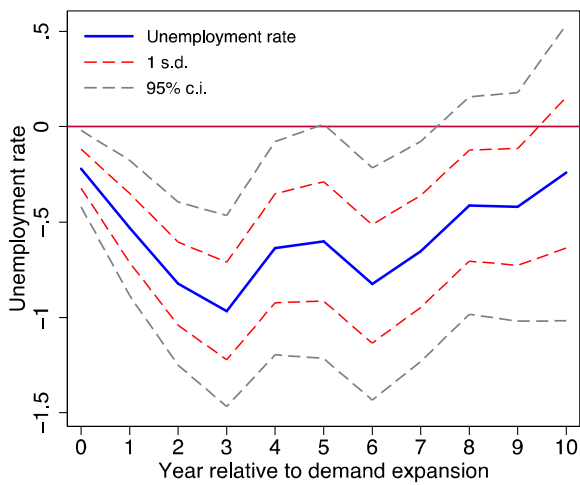 Unemployment rate
1 s.d.
95% c.i.
Unemployment rate
.5
0
-.5
-1
-1.5
0 1 2 3 4 5 6 7 8 9 10
Year relative to demand expansion